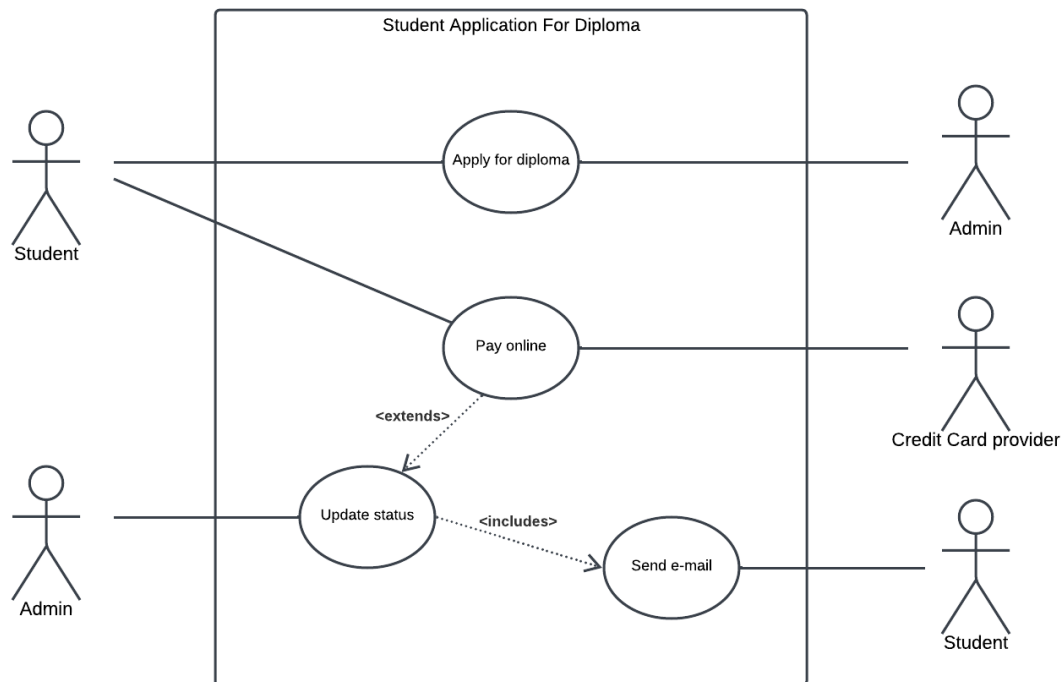 Student Application For Diploma
Apply for diploma
Student
Admin
Pay online
<extends>
Credit Card provider
Update status
<includes>
Send e-mail
Admin
Student